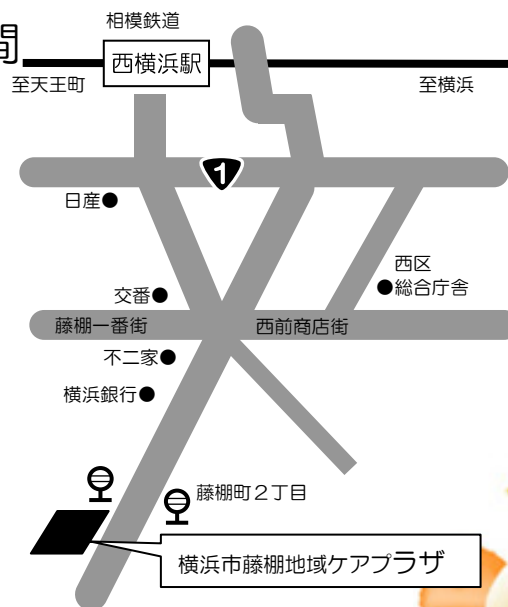 間
相模鉄道
西横浜駅
至天王町
至横浜
1
日産●
西区
●総合庁舎
交番●
藤棚一番街
西前商店街
不二家●
横浜銀行●
藤棚町2丁目
横浜市藤棚地域ケアプラザ